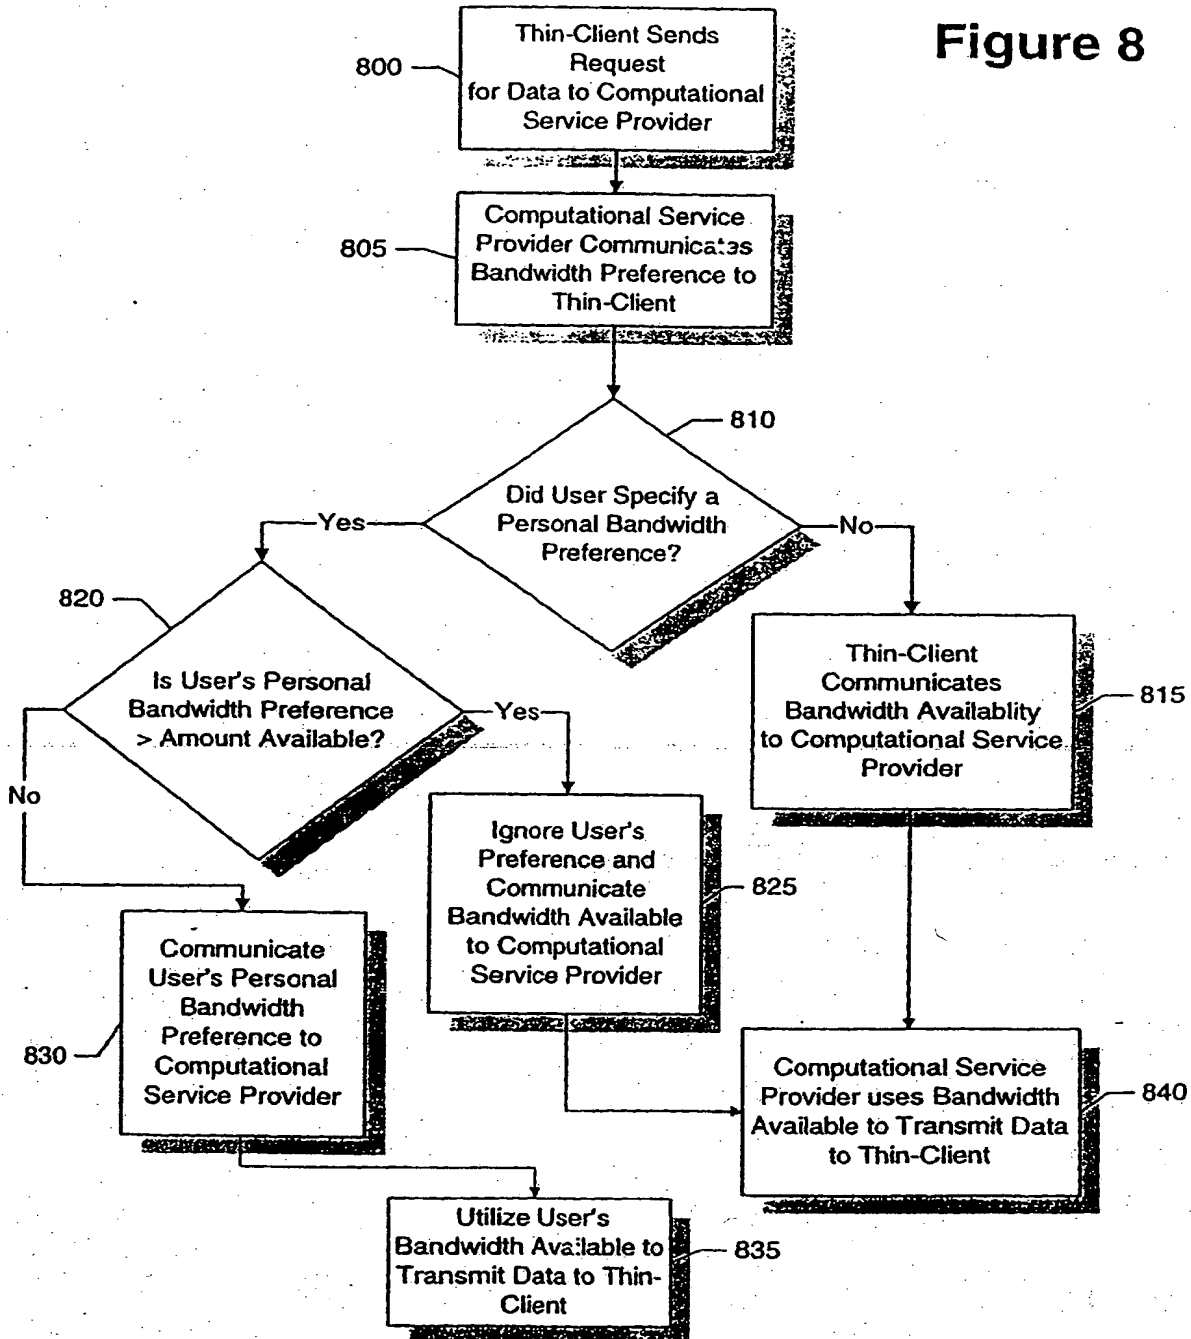 Figure 8
Thin-Client Sends
Request
for Data to Computational
Service Provider
800
Computational Service
Provider Communicates
Bandwidth Preference to
Thin-Client
805
810
Did User Specify a
Personal Bandwidth
Preference?
Yes
No
820
Is User's Personal
Bandwidth Preference
> Amount Available?
Yes
No
Thin-Client
Communicates
Bandwidth Availablity
to Computational Service
Provider
815
Ignore User's
Preference and
Communicate
Bandwidth Available
to Computational
Service Provider
825
Communicate
User's Personal
Bandwidth
Preference to
Computational
Service Provider
830
Computational Service
Provider uses Bandwidth
Available to Transmit Data
to Thin-Client
840
Utilize User's
Bandwidth Available to
Transmit Data to Thin-
Client
835